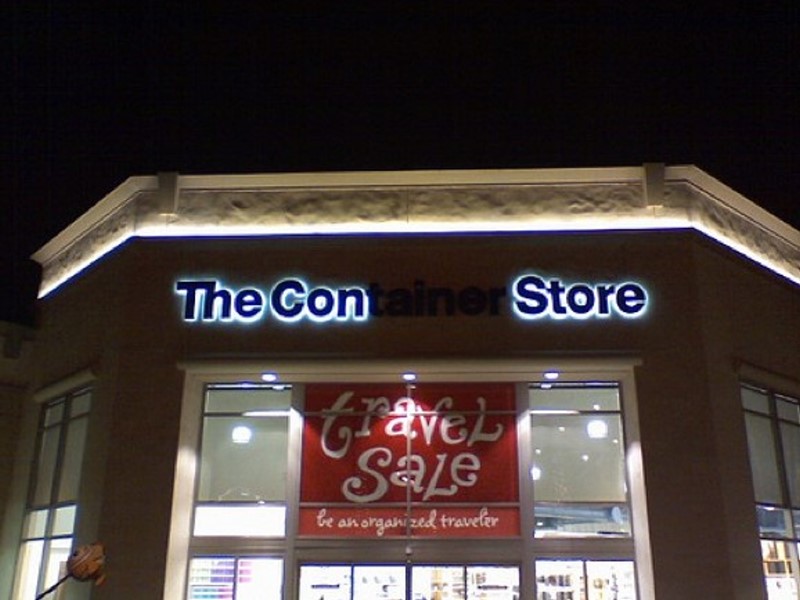 The Container Store
travel
Sale
be an organized traveler